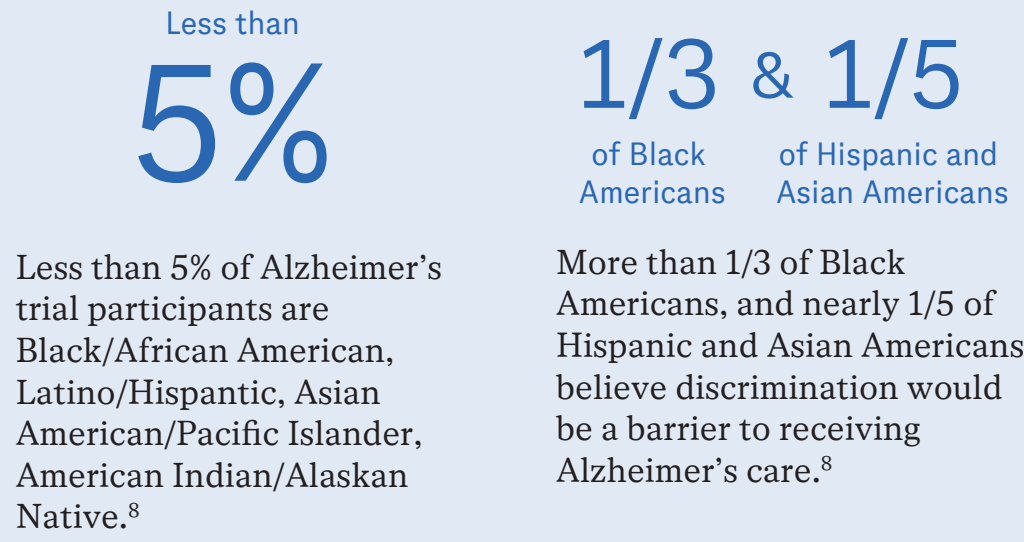 Less than
5%
Less than 5% of Alzheimer’s
trial participants are
Black/African American,
Latino/Hispantic, Asian
American/Pacific Islander,
American Indian/Alaskan
Native.⁸
1/3 & 1/5
of Black
Americans
of Hispanic and
Asian Americans
More than 1/3 of Black
Americans, and nearly 1/5 of
Hispanic and Asian Americans
believe discrimination would
be a barrier to receiving
Alzheimer’s care.⁸